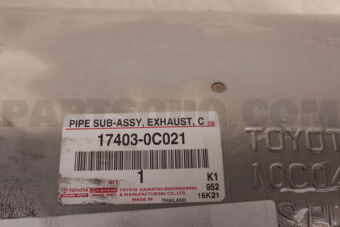 PIPE SUB-ASSY, EXHAUST, C
17403-0C021
1
K1
952
16K21
TOYOTA
TOYOTA DAIHATSU ENGINEERING
& MANUFACTURING CO.,LTD.
MADE IN THAILAND
TOYOTA